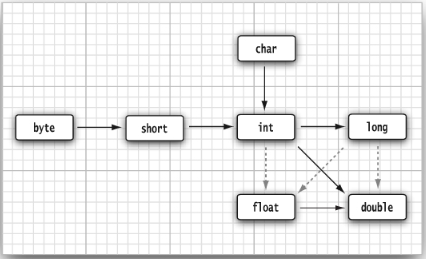 char
byte
short
int
long
float
double